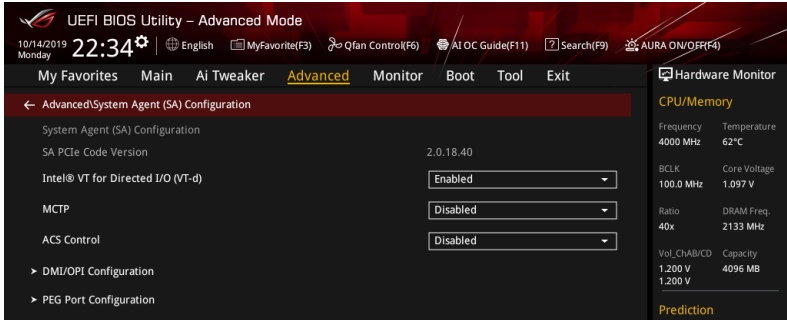 UEFI BIOS Utility – Advanced Mode
10/14/2019 Monday 22:34 English MyFavorite(F3) Qfan Control(F6) AI OC Guide(F11) ? Search(F9) AURA ON/OFF(F4)
My Favorites Main Ai Tweaker Advanced Monitor Boot Tool Exit
← Advanced\System Agent (SA) Configuration
System Agent (SA) Configuration
SA PCIe Code Version 2.0.18.40
Intel® VT for Directed I/O (VT-d) Enabled
MCTP Disabled
ACS Control Disabled
DMI/OPI Configuration
PEG Port Configuration
Hardware Monitor
CPU/Memory
Frequency Temperature
4000 MHz 62°C
BCLK Core Voltage
100.0 MHz 1.097 V
Ratio DRAM Freq.
40x 2133 MHz
Vol_ChAB/CD Capacity
1.200 V 4096 MB
1.200 V
Prediction